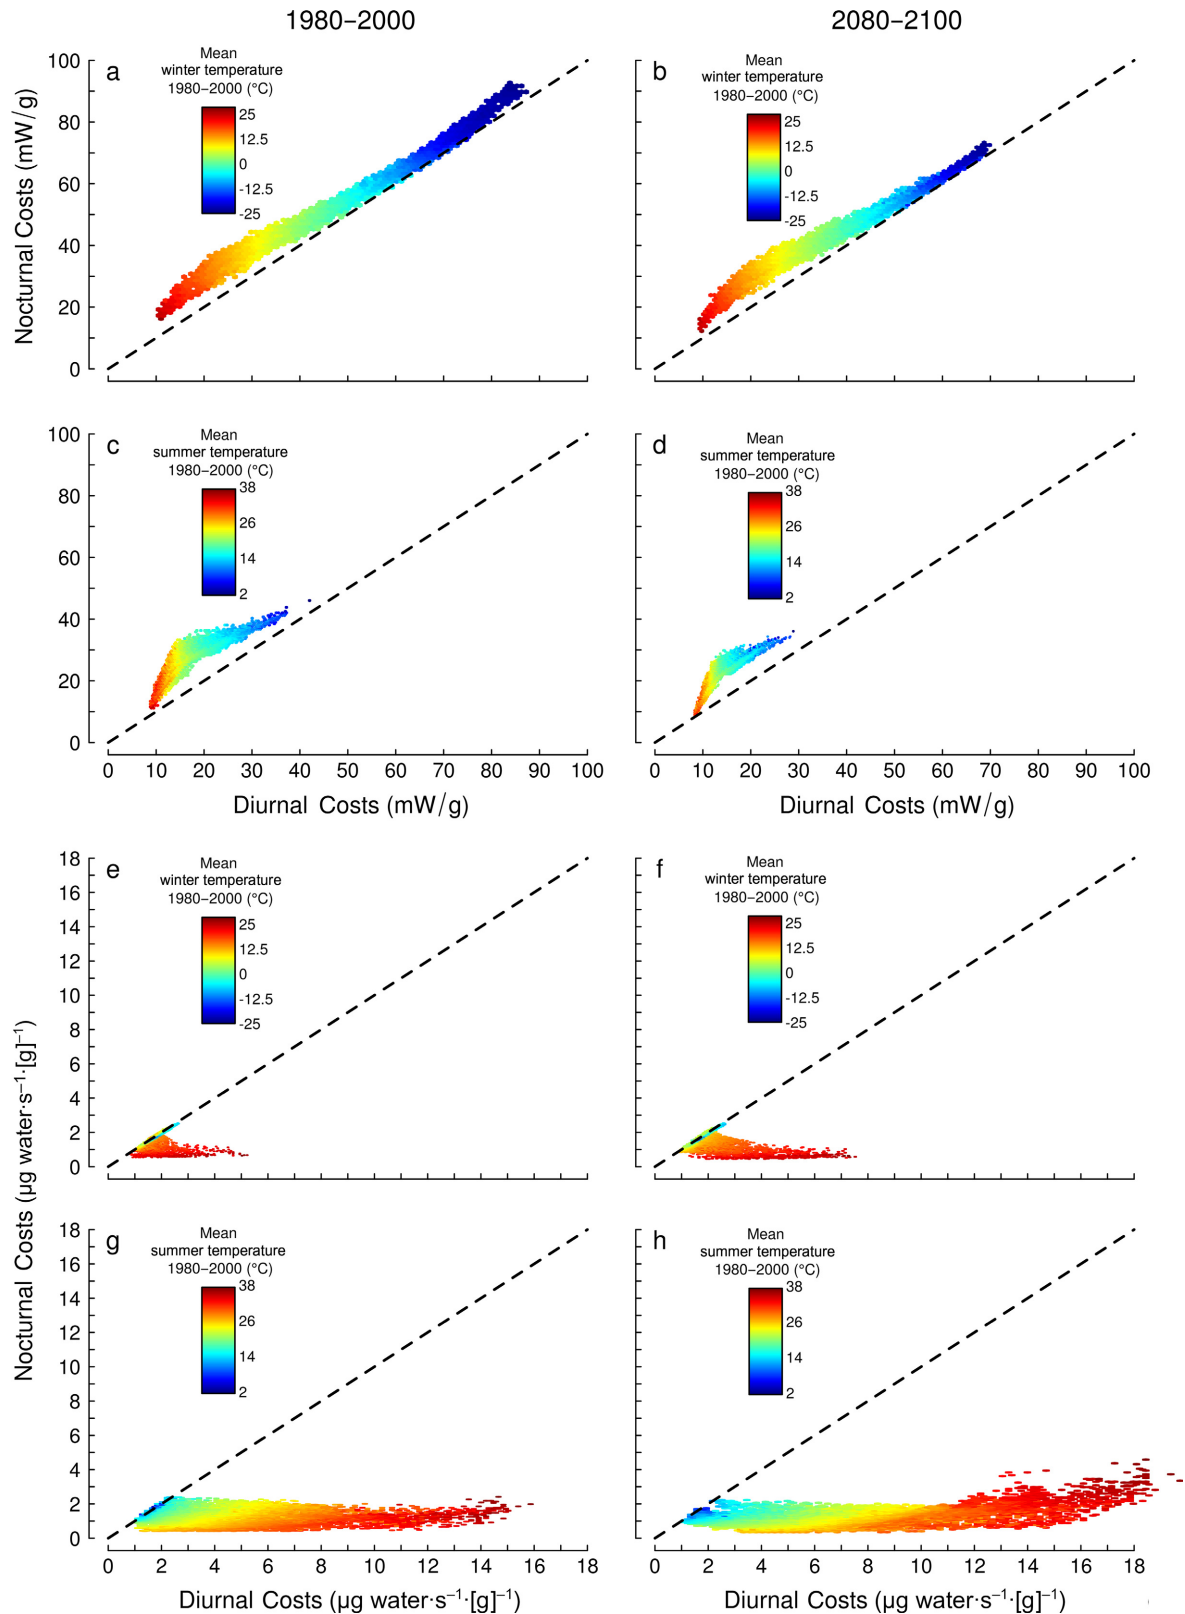 1980–2000
2080–2100
a
Mean
winter temperature
1980–2000 (°C)
25
12.5
0
-12.5
-25
100
80
60
40
20
0
Nocturnal Costs (mW/g)
b
Mean
winter temperature
1980–2000 (°C)
25
12.5
0
-12.5
-25
c
Mean
summer temperature
1980–2000 (°C)
38
26
14
2
100
80
60
40
20
0
0 10 20 30 40 50 60 70 80 90 100
Diurnal Costs (mW/g)
d
Mean
summer temperature
1980–2000 (°C)
38
26
14
2
0 10 20 30 40 50 60 70 80 90 100
Diurnal Costs (mW/g)
e
Mean
winter temperature
1980–2000 (°C)
25
12.5
0
-12.5
-25
18
16
14
12
10
8
6
4
2
0
Nocturnal Costs (µg water·s⁻¹·[g]⁻¹)
f
Mean
winter temperature
1980–2000 (°C)
25
12.5
0
-12.5
-25
g
Mean
summer temperature
1980–2000 (°C)
38
26
14
2
18
16
14
12
10
8
6
4
2
0
0 2 4 6 8 10 12 14 16 18
Diurnal Costs (µg water·s⁻¹·[g]⁻¹)
h
Mean
summer temperature
1980–2000 (°C)
38
26
14
2
0 2 4 6 8 10 12 14 16 18
Diurnal Costs (µg water·s⁻¹·[g]⁻¹)